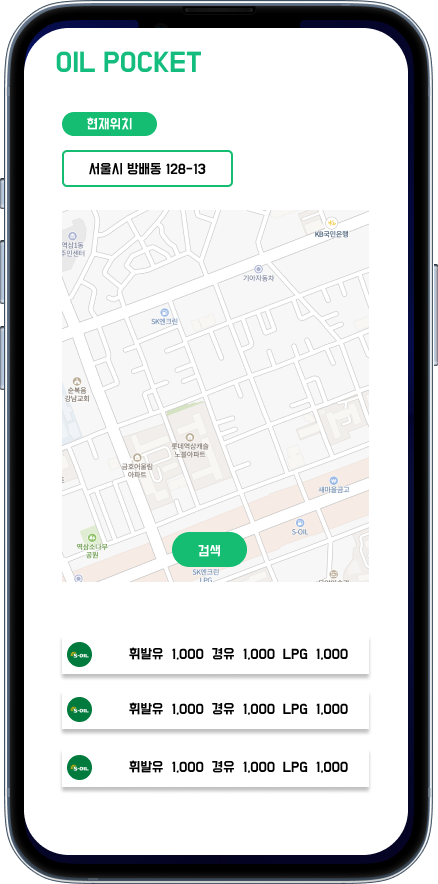 OIL POCKET
현재위치
서울시 방배동 128-13
KB국민은행
역삼1동
주민센터
기아자동차
SK엔크린
순복음
강남교회
롯데역삼캐슬
노블아파트
금호어울림
아파트
새마을금고
S-OIL
역삼소나무
공원
검색
SK엔크린
LPG
S-OIL 휘발유 1,000 경유 1,000 LPG 1,000
S-OIL 휘발유 1,000 경유 1,000 LPG 1,000
S-OIL 휘발유 1,000 경유 1,000 LPG 1,000